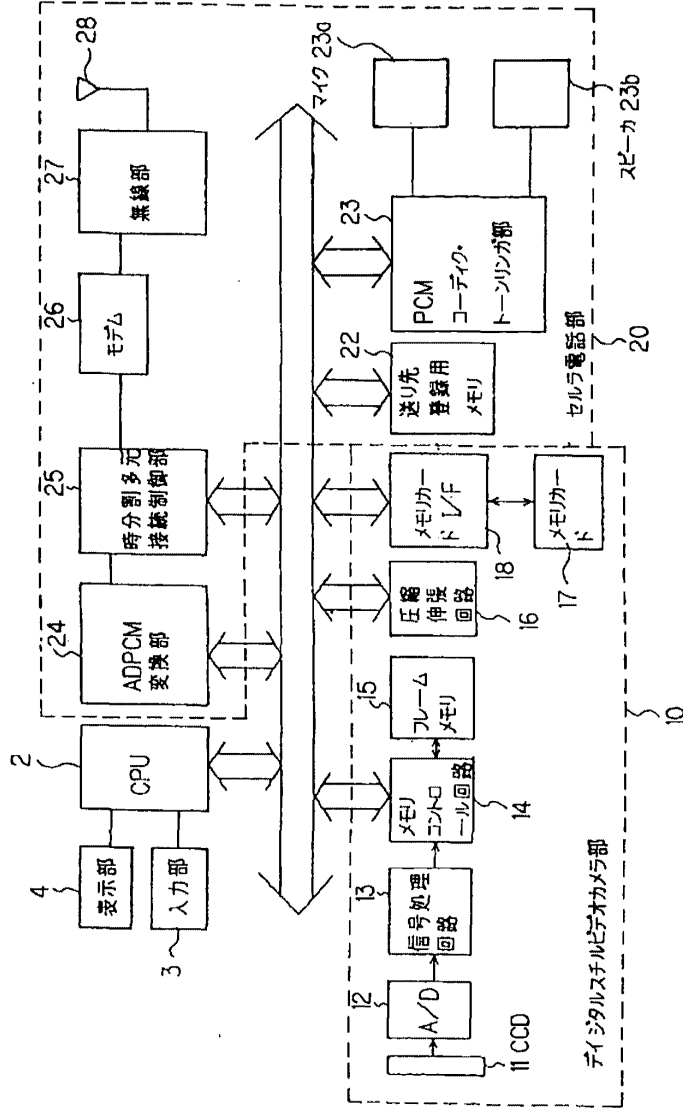 28
27
無線部
26
モデム
25
時分割多元
接続制御部
24
ADPCM
変換部
2
CPU
4
表示部
入力部
3
マイク 23a
スピーカ 23b
23
PCM
コーディク・
トーンリンガ部
22
送り先
登録用
メモリ
セルラ電話部
20
メモリカー
ド I/F
18
メモリカー
ド
17
圧縮
伸張
回路
16
15
フレーム
メモリ
メモリ
コントロ
ール回路
14
13
信号処理
回路
12
A/D
11 CCD
デイジタルスチルビデオカメラ部
10